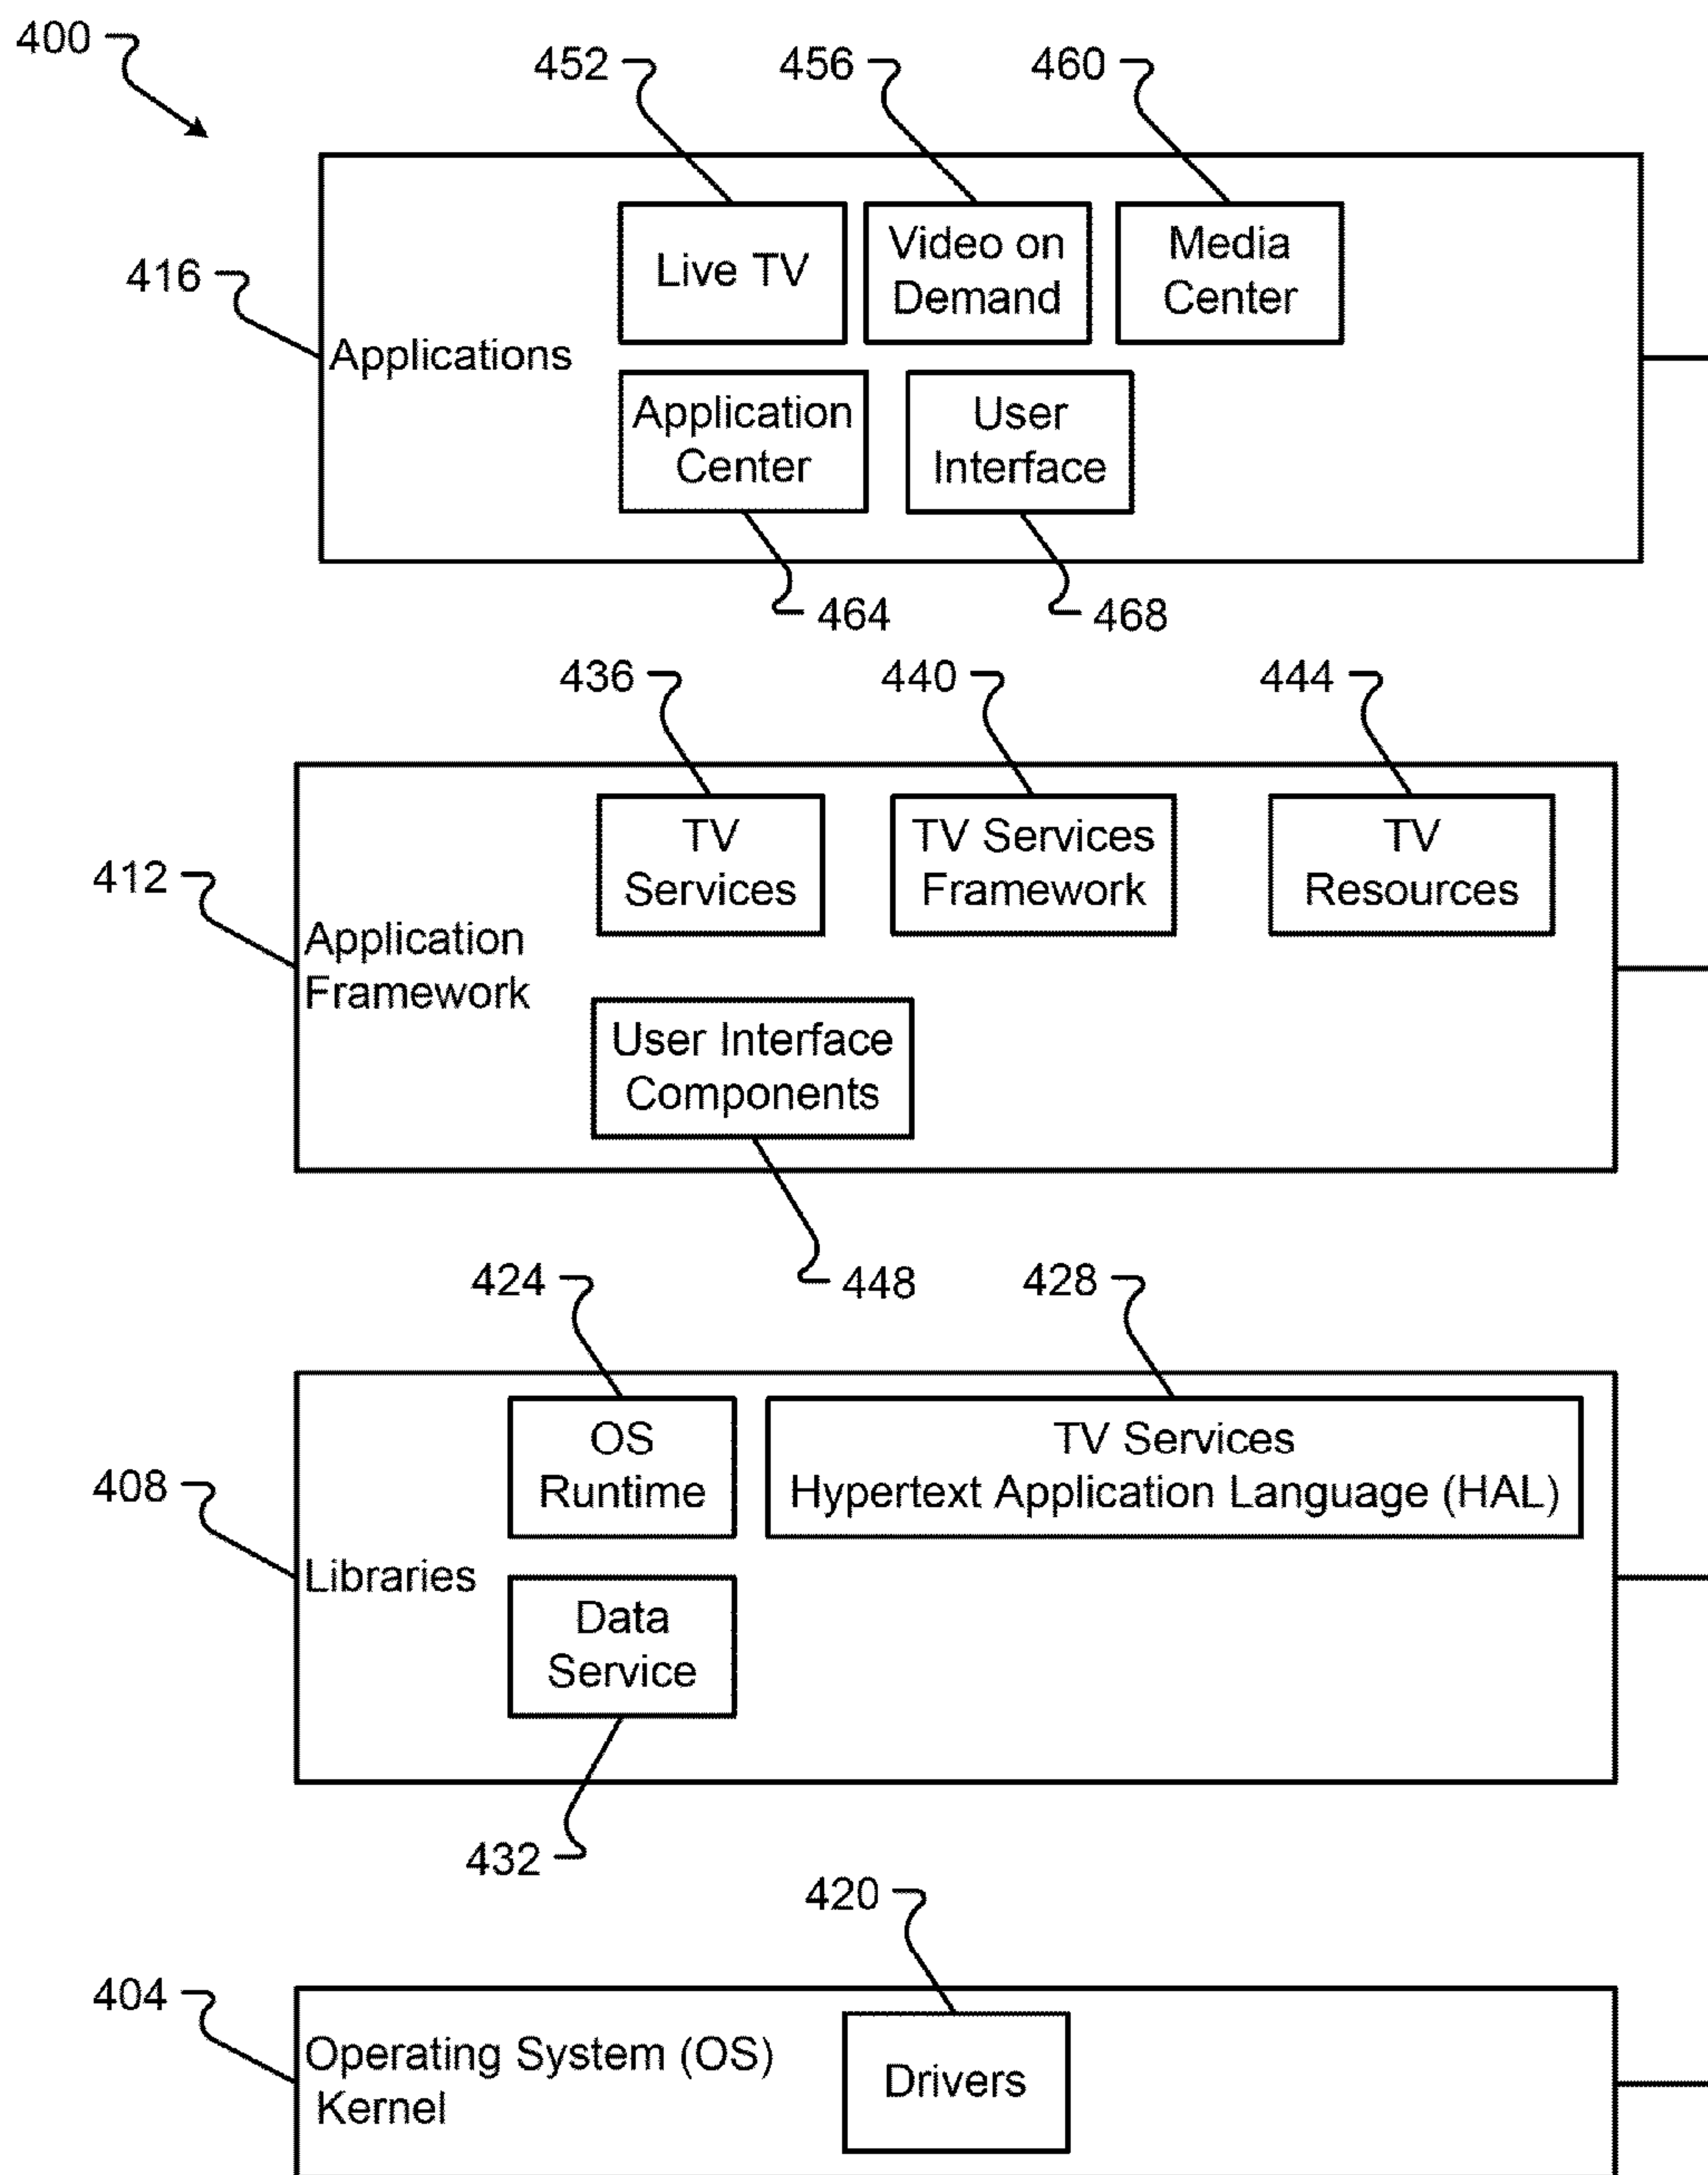 400
452
456
460
416
Applications
Live TV
Video on
Demand
Media
Center
Application
Center
User
Interface
464
468
436
440
444
412
Application
Framework
TV
Services
TV Services
Framework
TV
Resources
User Interface
Components
448
424
428
408
Libraries
OS
Runtime
TV Services
Hypertext Application Language (HAL)
Data
Service
432
420
404
Operating System (OS)
Kernel
Drivers